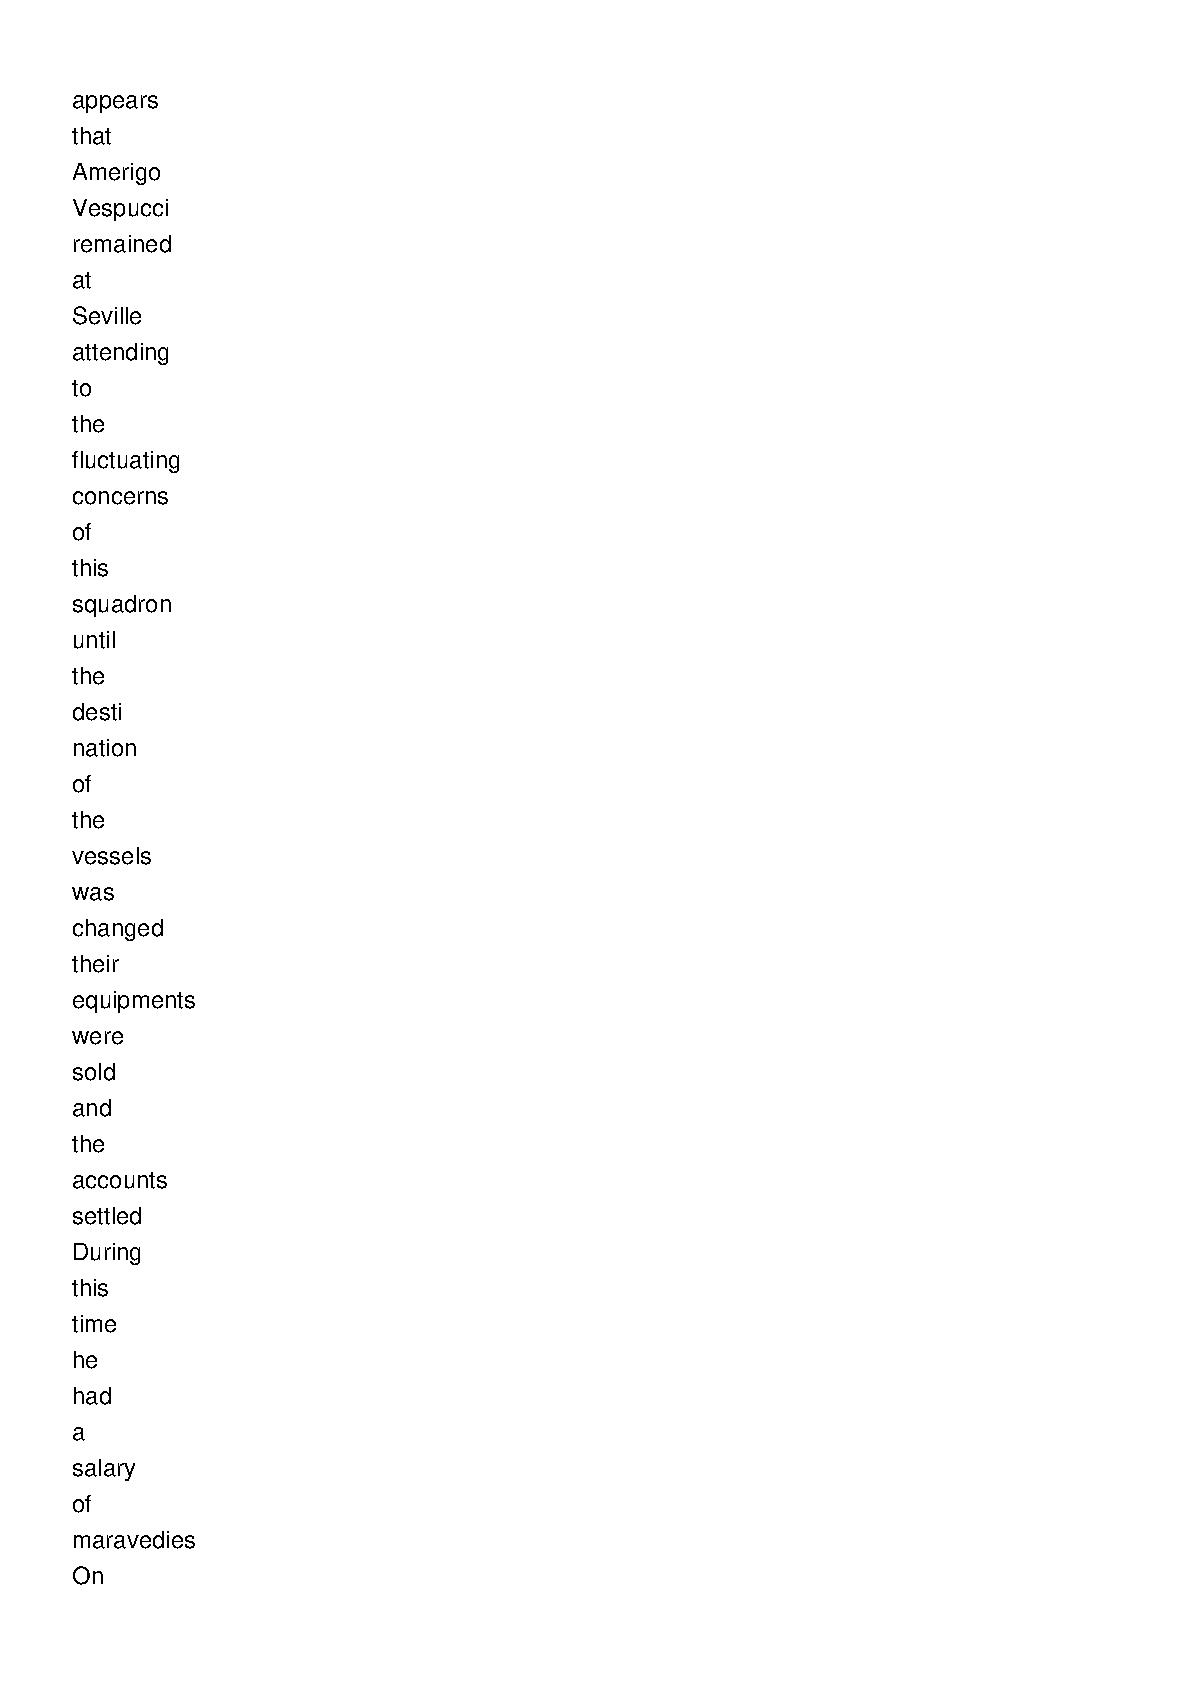 appears
that
Amerigo
Vespucci
remained
at
Seville
attending
to
the
fluctuating
concerns
of
this
squadron
until
the
desti
nation
of
the
vessels
was
changed
their
equipments
were
sold
and
the
accounts
settled
During
this
time
he
had
a
salary
of
maravedies
On